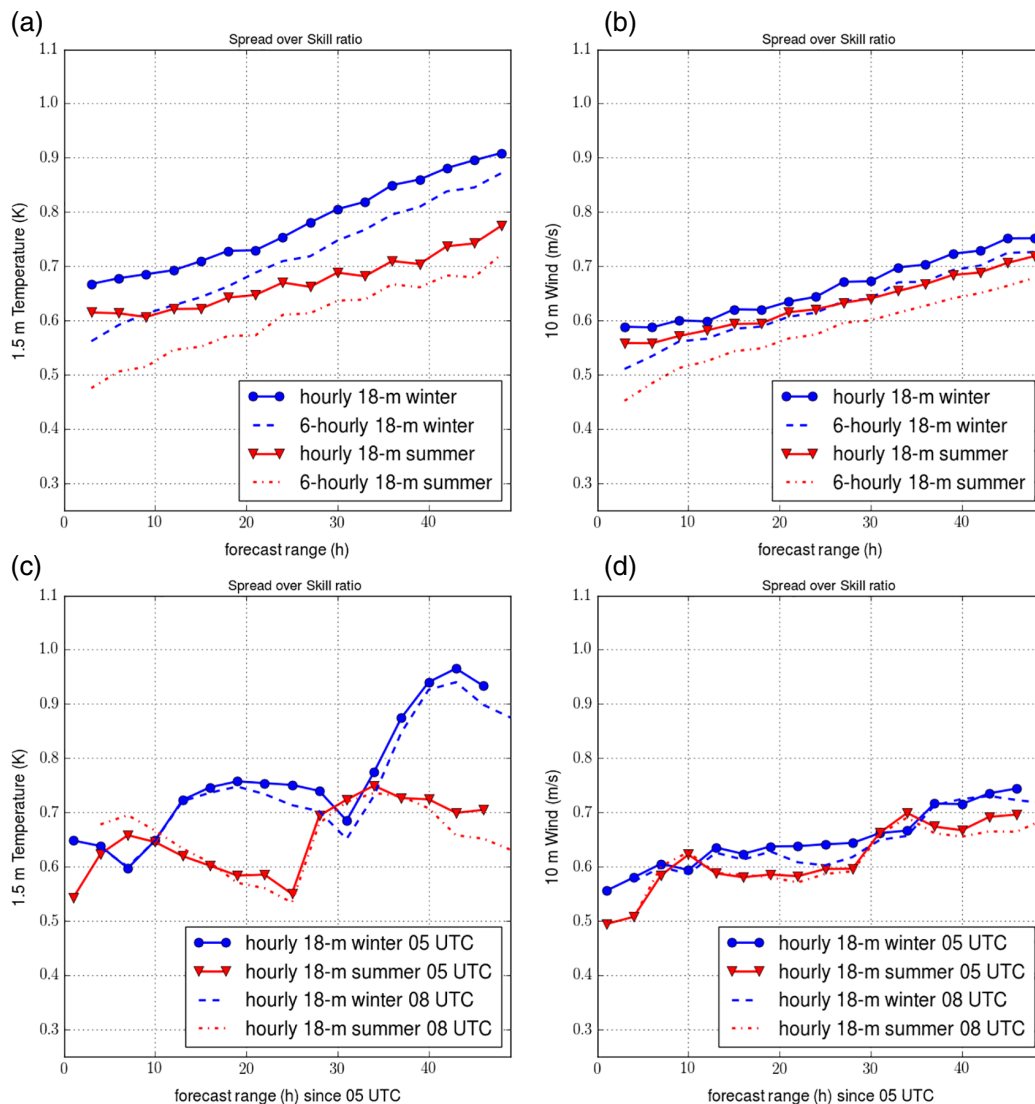 (a)
Spread over Skill ratio
1.1
1.0
0.9
0.8
0.7
0.6
0.5
0.4
0.3
1.5 m Temperature (K)
hourly 18-m winter
6-hourly 18-m winter
hourly 18-m summer
6-hourly 18-m summer
0 10 20 30 40
forecast range (h)
(b)
Spread over Skill ratio
1.1
1.0
0.9
0.8
0.7
0.6
0.5
0.4
0.3
10 m Wind (m/s)
hourly 18-m winter
6-hourly 18-m winter
hourly 18-m summer
6-hourly 18-m summer
0 10 20 30 40
forecast range (h)
(c)
Spread over Skill ratio
1.1
1.0
0.9
0.8
0.7
0.6
0.5
0.4
0.3
1.5 m Temperature (K)
hourly 18-m winter 05 UTC
hourly 18-m summer 05 UTC
hourly 18-m winter 08 UTC
hourly 18-m summer 08 UTC
0 10 20 30 40
forecast range (h) since 05 UTC
(d)
Spread over Skill ratio
1.1
1.0
0.9
0.8
0.7
0.6
0.5
0.4
0.3
10 m Wind (m/s)
hourly 18-m winter 05 UTC
hourly 18-m summer 05 UTC
hourly 18-m winter 08 UTC
hourly 18-m summer 08 UTC
0 10 20 30 40
forecast range (h) since 05 UTC